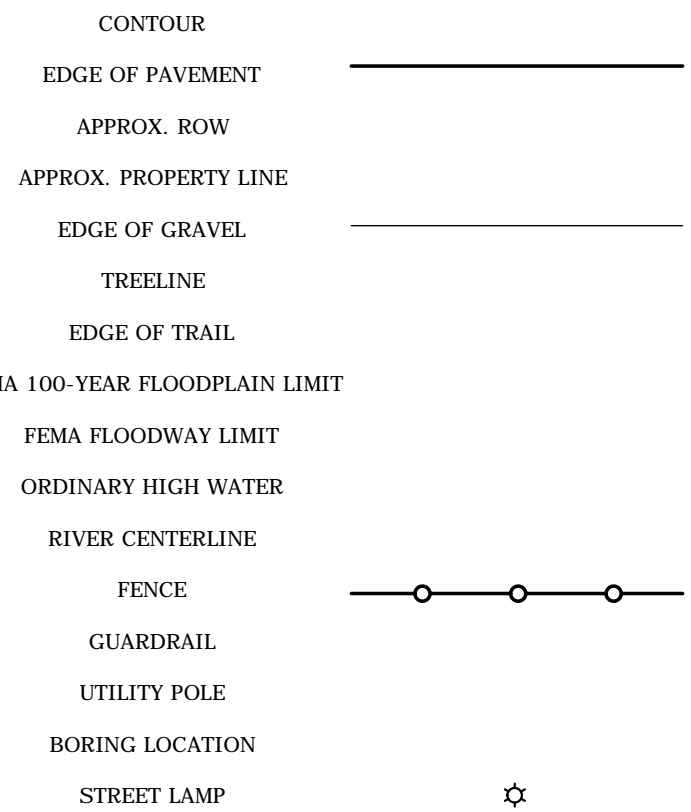 CONTOUR
EDGE OF PAVEMENT
APPROX. ROW
APPROX. PROPERTY LINE
EDGE OF GRAVEL
TREELINE
EDGE OF TRAIL
100-YEAR FLOODPLAIN LIMIT
FEMA FLOODWAY LIMIT
ORDINARY HIGH WATER
RIVER CENTERLINE
FENCE
GUARDRAIL
UTILITY POLE
BORING LOCATION
STREET LAMP